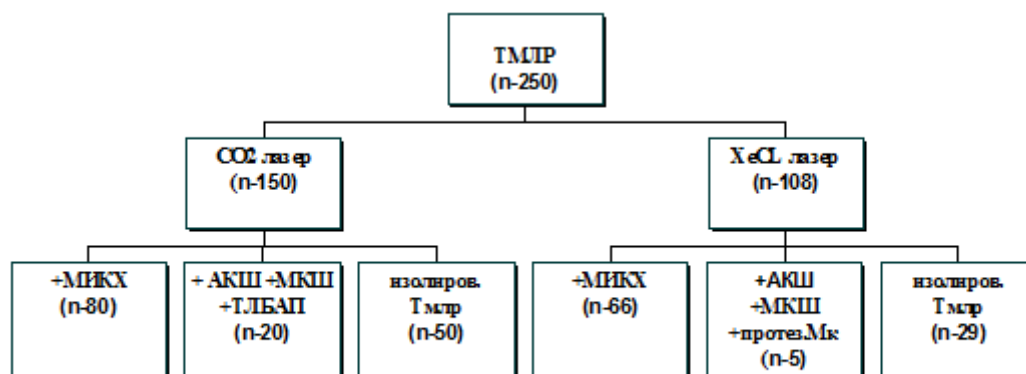 ТМЛР
(n-250)
CO2 лазер
(n-150)
XeCL лазер
(n-108)
+МИКХ
(n-80)
+ АКШ +МКШ
+ТЛБАП
(n-20)
изолиров.
Тмлр
(n-50)
+МИКХ
(n-66)
+АКШ
+МКШ
+протез.Мк
(n-5)
изолиров.
Тмлр
(n-29)